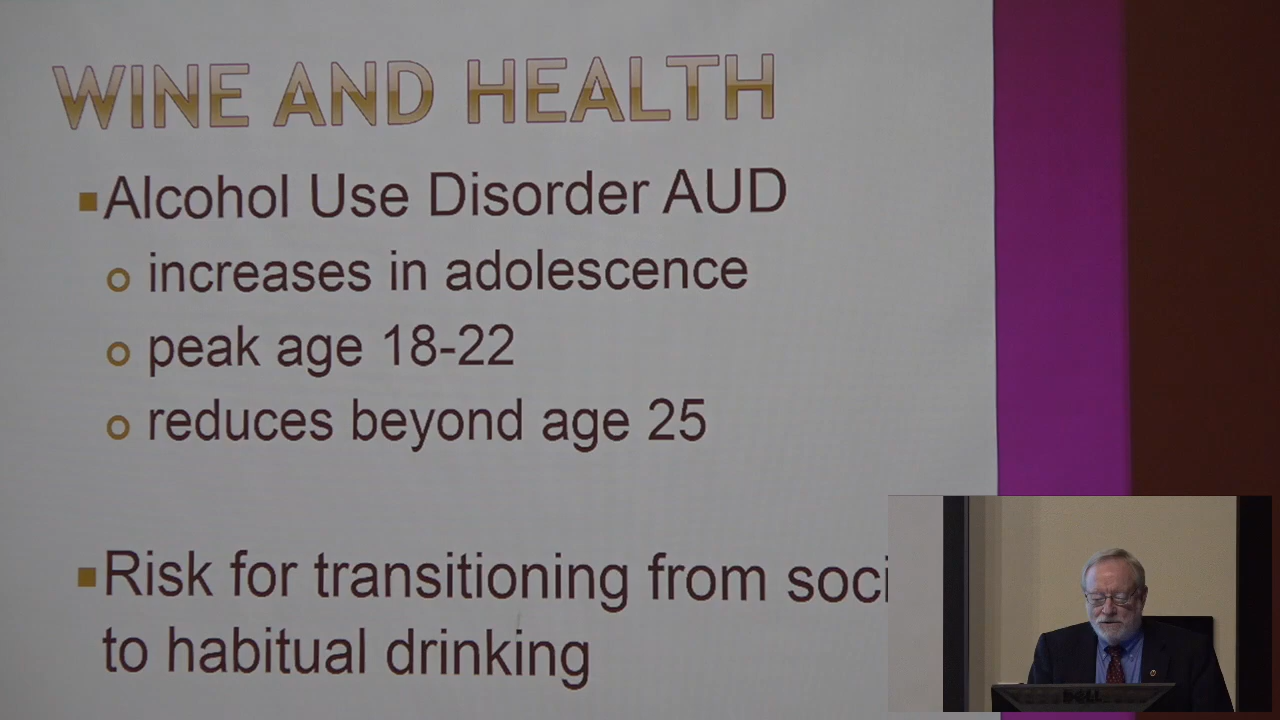 WINE AND HEALTH
Alcohol Use Disorder AUD
increases in adolescence
peak age 18-22
reduces beyond age 25
Risk for transitioning from soci
to habitual drinking
DELL